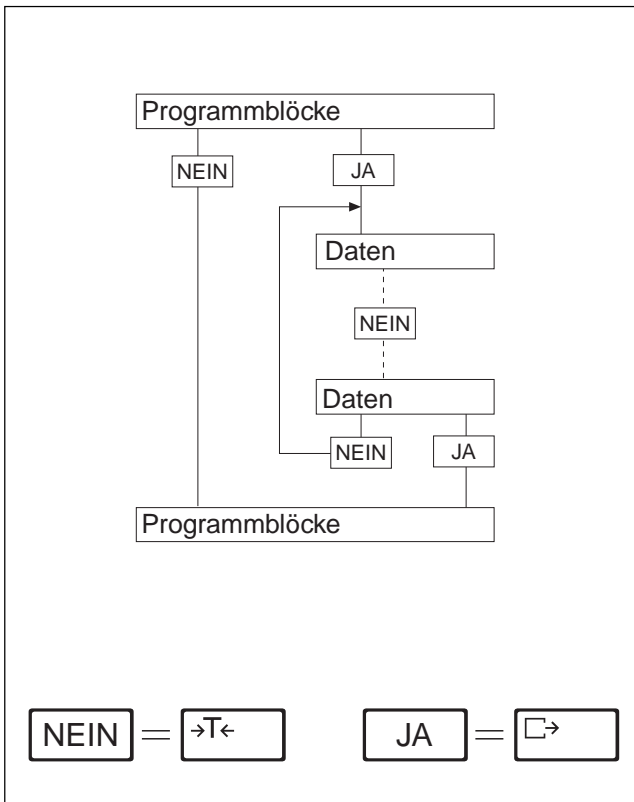 Programmblöcke
NEIN JA
Daten
NEIN
Daten
NEIN JA
Programmblöcke
NEIN = →T← JA =